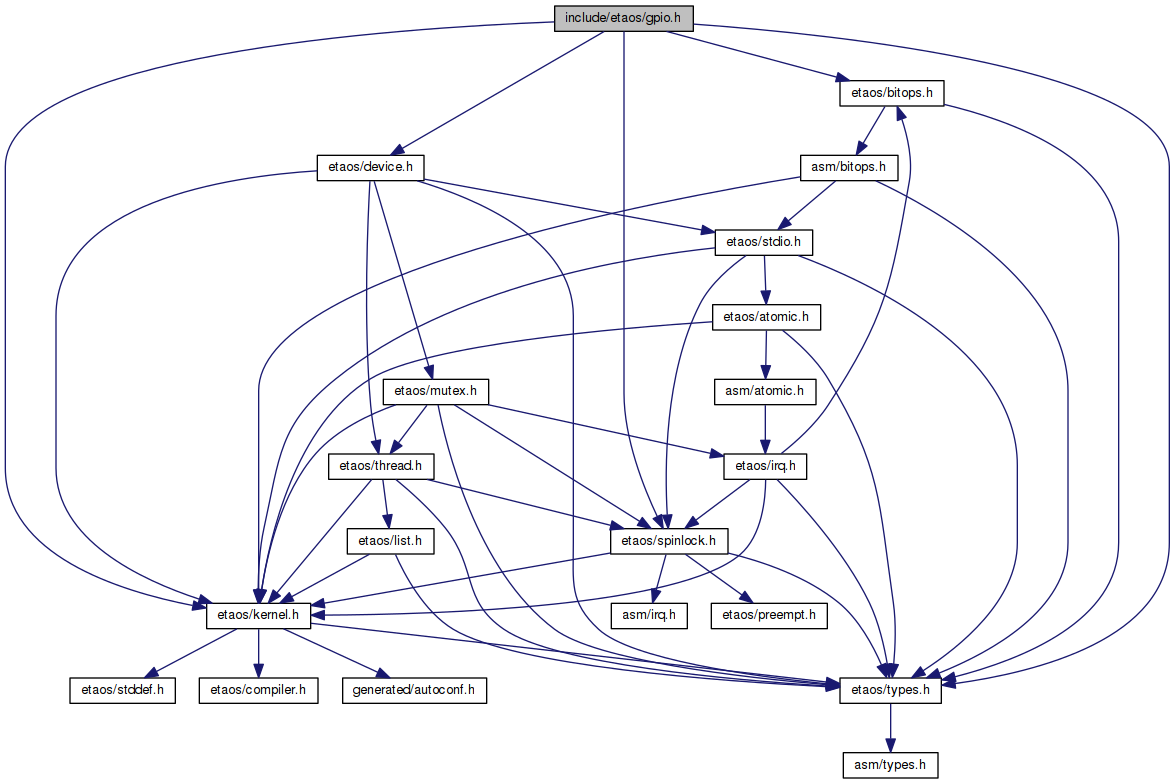 include/etaos/gpio.h
etaos/bitops.h
etaos/device.h
asm/bitops.h
etaos/stdio.h
etaos/atomic.h
etaos/mutex.h
asm/atomic.h
etaos/thread.h
etaos/irq.h
etaos/list.h
etaos/spinlock.h
etaos/kernel.h
asm/irq.h
etaos/preempt.h
etaos/stddef.h
etaos/compiler.h
generated/autoconf.h
etaos/types.h
asm/types.h